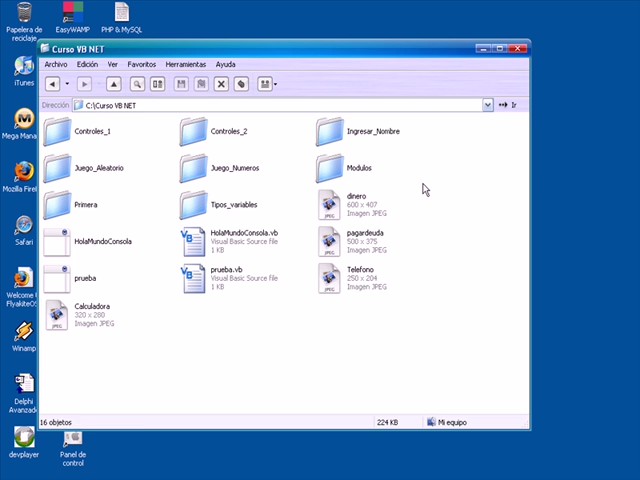 Papelera de
reciclaje
EasyWAMP
PHP & MySQL
Curso VB NET
Archivo Edición Ver Favoritos Herramientas Ayuda
Dirección C:\Curso VB NET Ir
iTunes
Mega Mana
Mozilla Firef
Safari
Welcome t
FlyakiteOS
Winamp
Delphi
Avanzado
devplayer
Panel de
control
Controles_1
Controles_2
Ingresar_Nombre
Juego_Aleatorio
Juego_Numeros
Modulos
Primera
Tipos_variables
dinero
600 x 407
Imagen JPEG
HolaMundoConsola
HolaMundoConsola.vb
Visual Basic Source file
1 KB
pagardeuda
500 x 375
Imagen JPEG
prueba
prueba.vb
Visual Basic Source file
1 KB
Telefono
250 x 204
Imagen JPEG
Calculadora
320 x 280
Imagen JPEG
16 objetos 224 KB Mi equipo